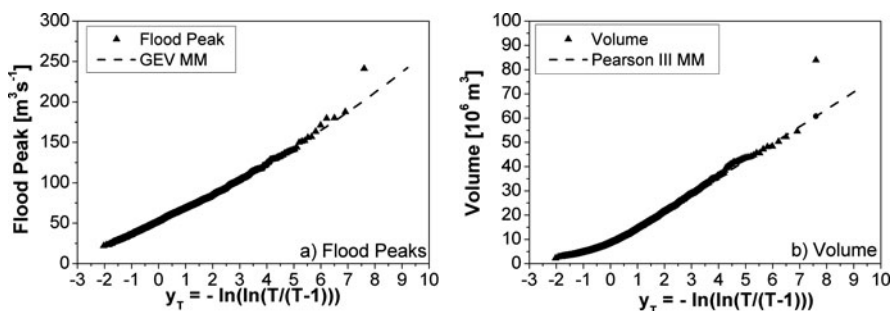 300
250
200
150
100
50
0
Flood Peak [m³s⁻¹]
▲ Flood Peak
– – GEV MM
a) Flood Peaks
-3 -2 -1 0 1 2 3 4 5 6 7 8 9 10
y_T = - ln(ln(T/(T-1)))
100
90
80
70
60
50
40
30
20
10
0
Volume [10⁶ m³]
▲ Volume
– – Pearson III MM
b) Volume
-3 -2 -1 0 1 2 3 4 5 6 7 8 9 10
y_T = - ln(ln(T/(T-1)))